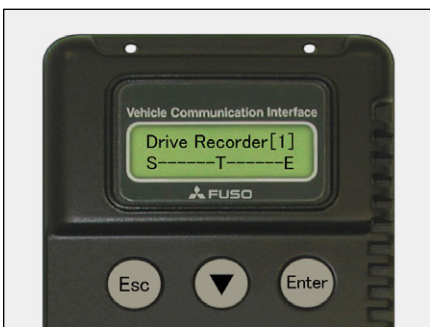 Vehicle Communication Interface
Drive Recorder[1]
S------T------E
FUSO
Esc
▼
Enter